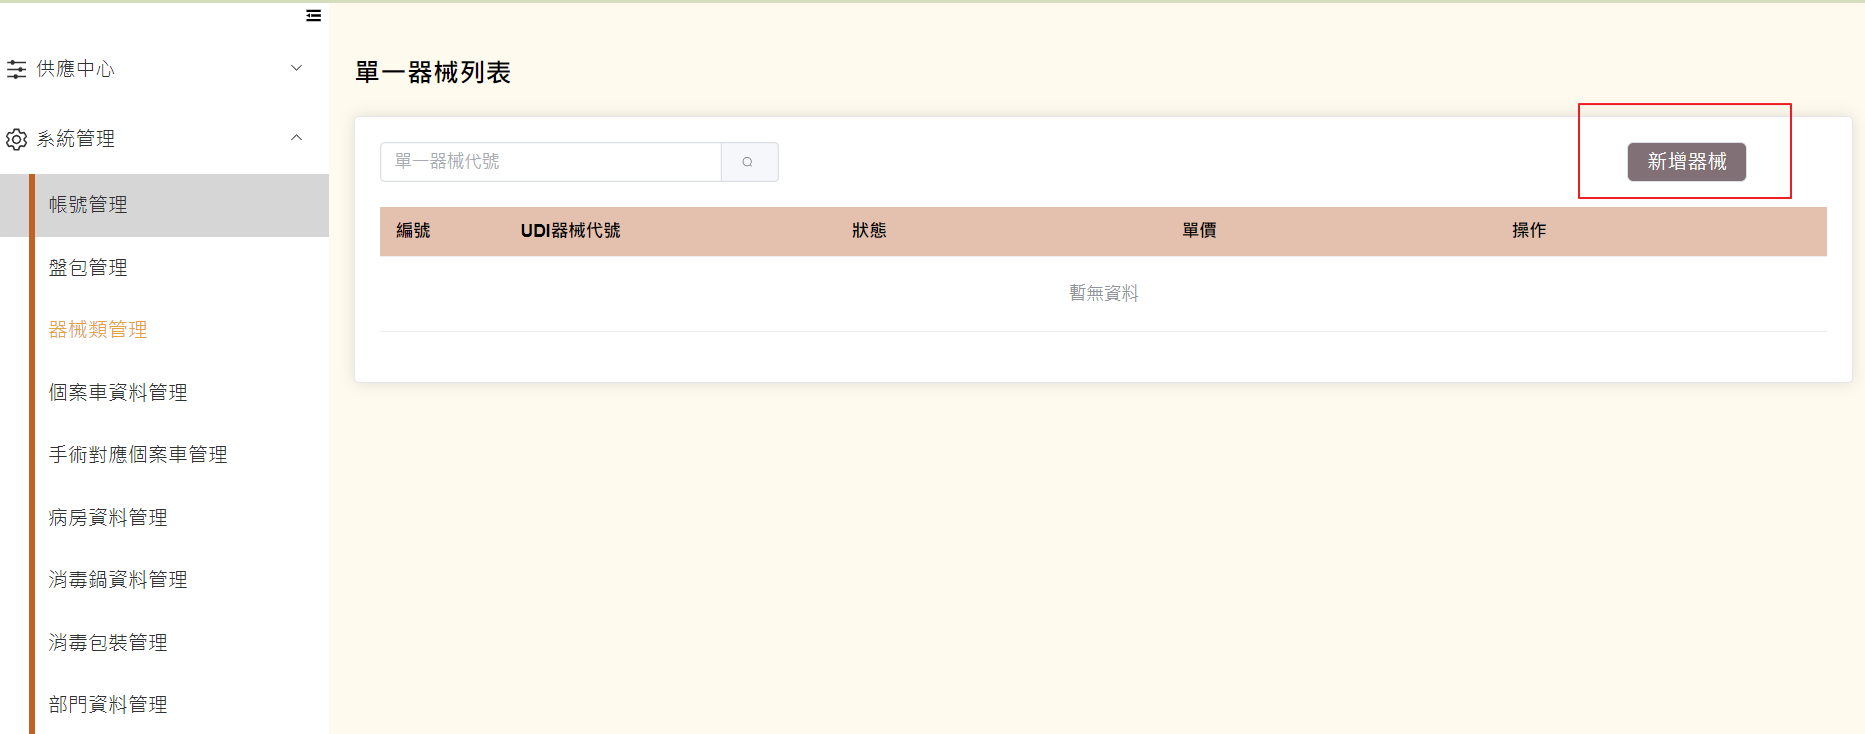 供應中心
系統管理
帳號管理
盤包管理
器械類管理
個案車資料管理
手術對應個案車管理
病房資料管理
消毒鍋資料管理
消毒包裝管理
部門資料管理
單一器械列表
單一器械代號
新增器械
編號 UDI器械代號 狀態 單價 操作
暫無資料